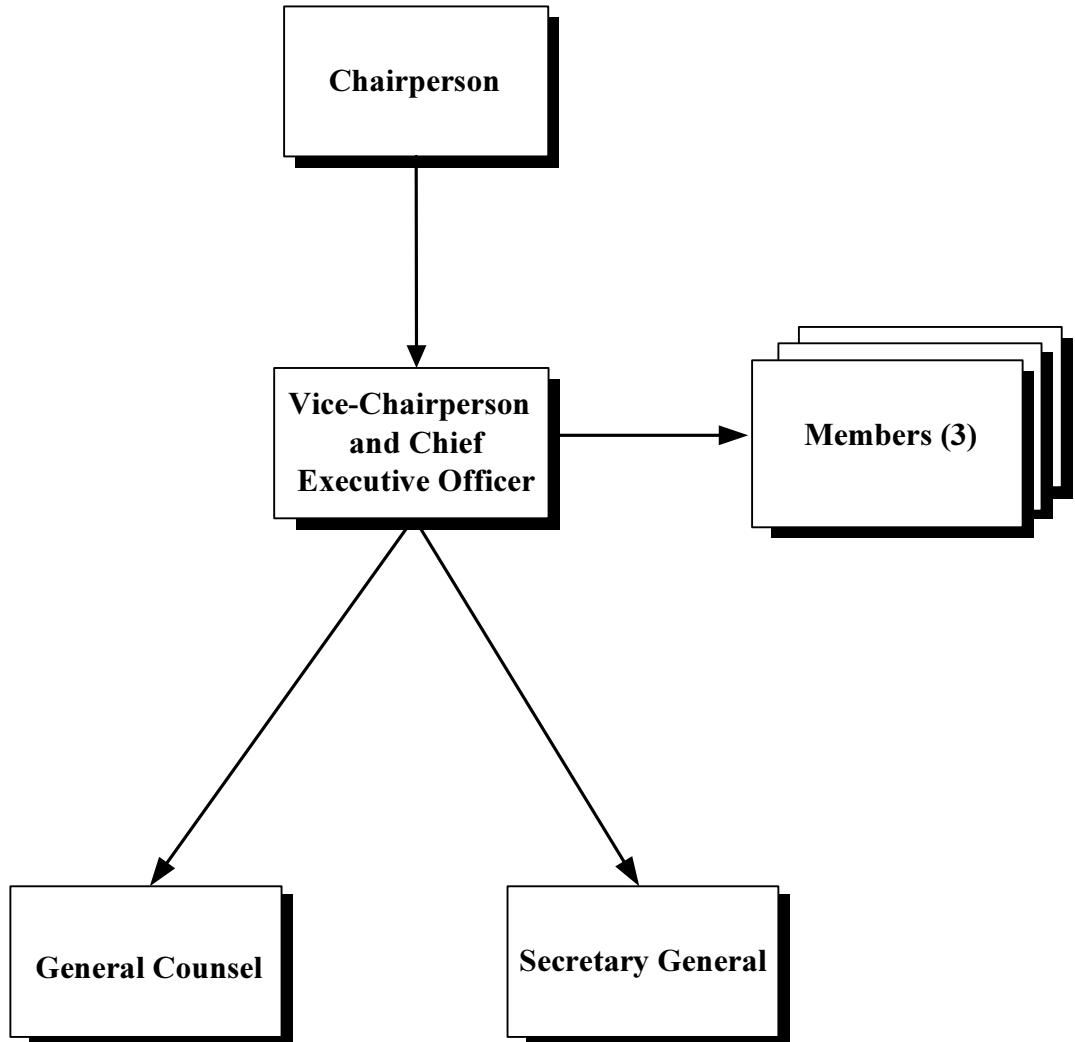 Chairperson
Vice-Chairperson
and Chief
Executive Officer
Members (3)
General Counsel
Secretary General